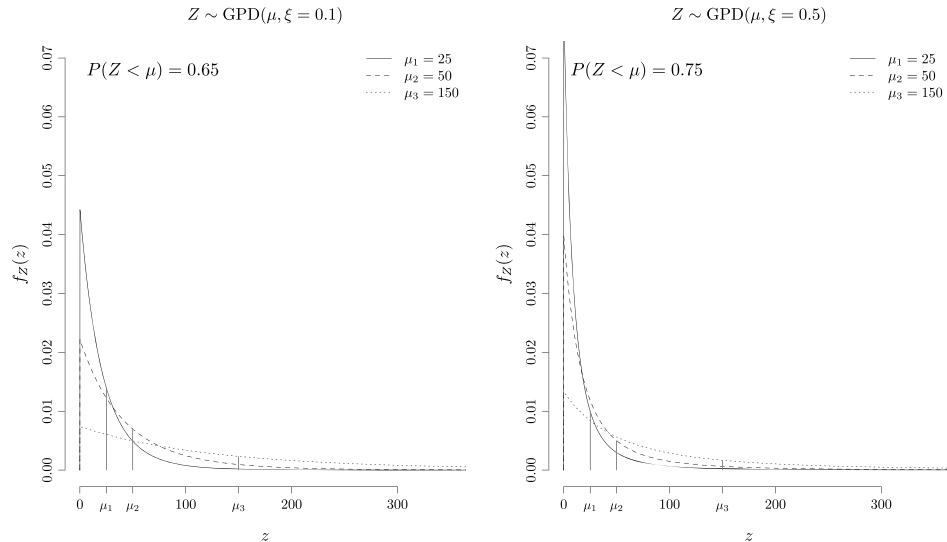 Z ∼ GPD(μ, ξ = 0.1)
P(Z < μ) = 0.65
μ₁ = 25
μ₂ = 50
μ₃ = 150
0.07
0.06
0.05
0.04
0.03
0.02
0.01
0.00
f_Z(z)
0 μ₁ μ₂ 100 μ₃ 200 300
z
Z ∼ GPD(μ, ξ = 0.5)
P(Z < μ) = 0.75
μ₁ = 25
μ₂ = 50
μ₃ = 150
0.07
0.06
0.05
0.04
0.03
0.02
0.01
0.00
f_Z(z)
0 μ₁ μ₂ 100 μ₃ 200 300
z